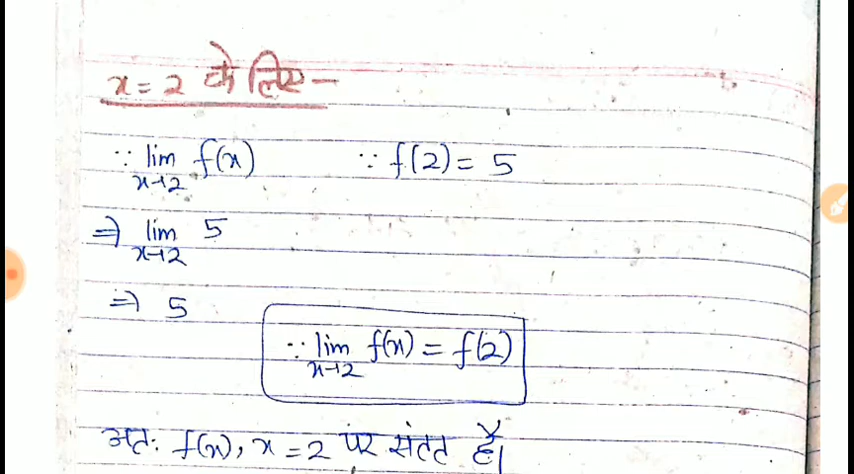 x = 2 के लिए –
∵ lim x→2 f(x) ∵ f(2) = 5
⇒ lim x→2 5
⇒ 5
∵ lim x→2 f(x) = f(2)
अतः f(x), x = 2 पर संतत है।